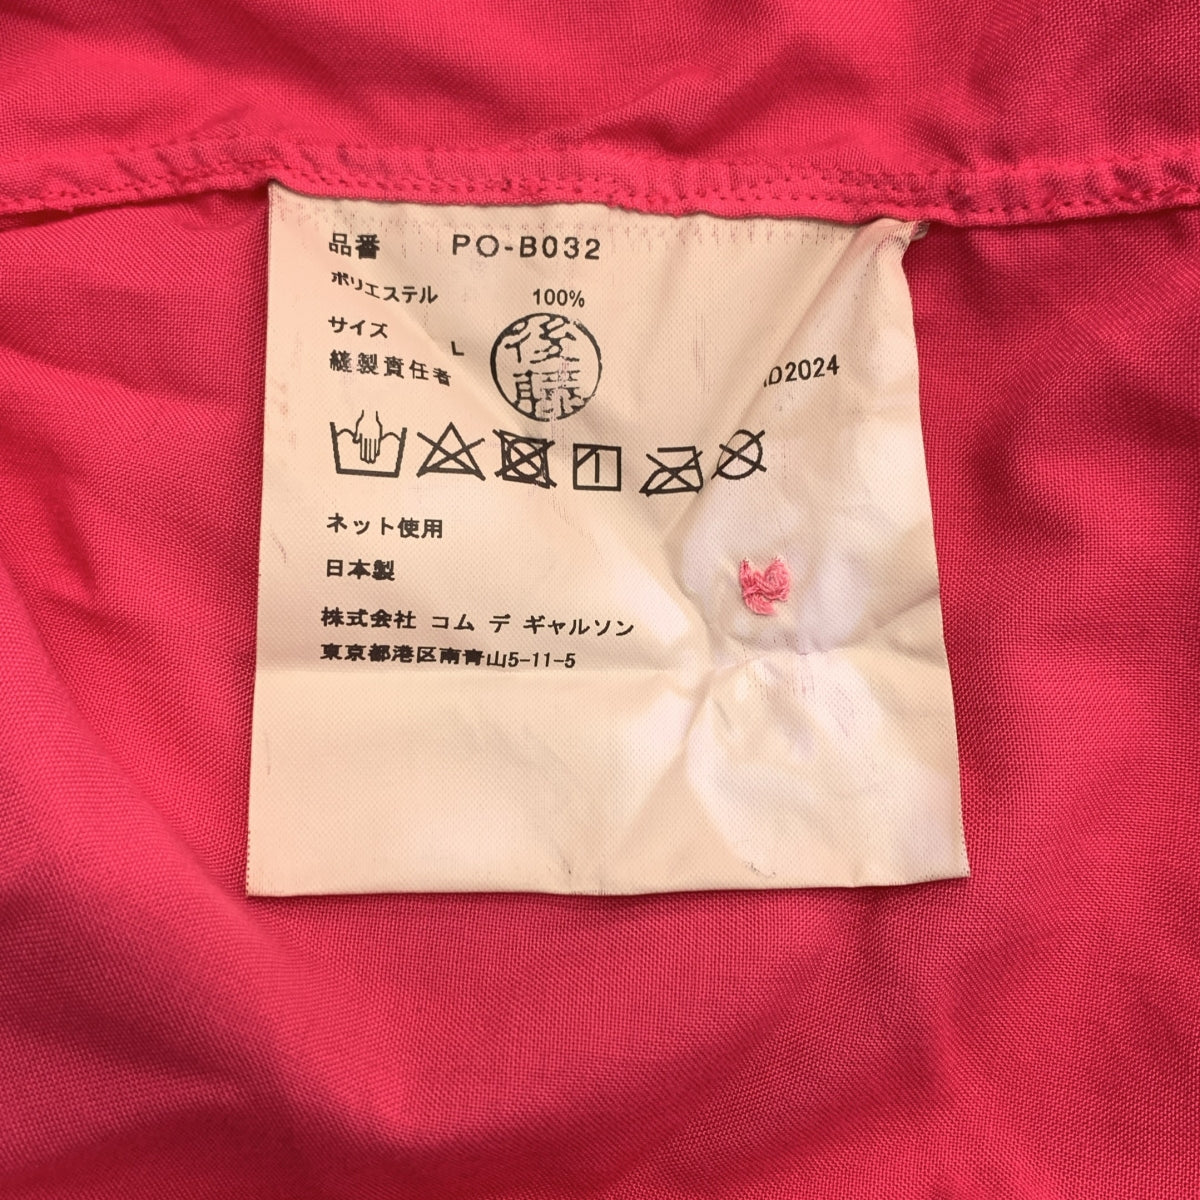 品番 PO-B032
ポリエステル 100%
サイズ L
縫製責任者 後藤
AD2024
ネット使用
日本製
株式会社 コム デ ギャルソン
東京都港区南青山5-11-5